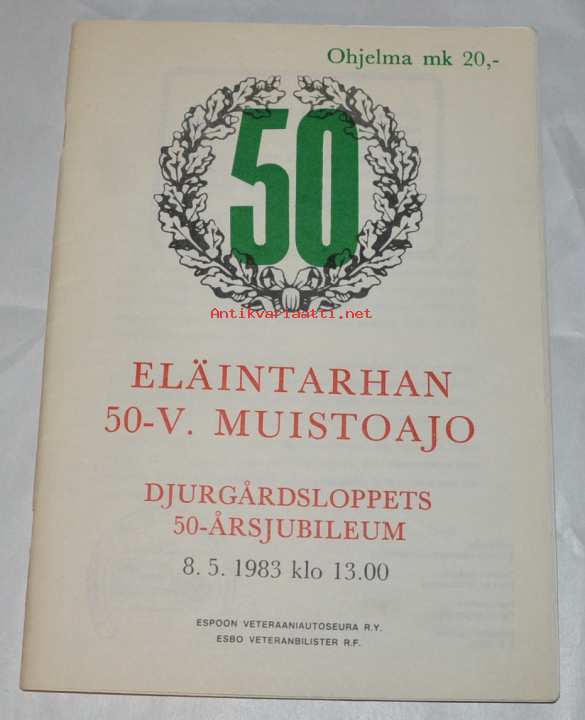 Ohjelma mk 20,-
50
Antikvariaatti.net
ELÄINTARHAN
50-V. MUISTOAJO
DJURGÅRDSLOPPETS
50-ÅRSJUBILEUM
8. 5. 1983 klo 13.00
ESPOON VETERAANIAUTOSEURA R.Y.
ESBO VETERANBILISTER R.F.